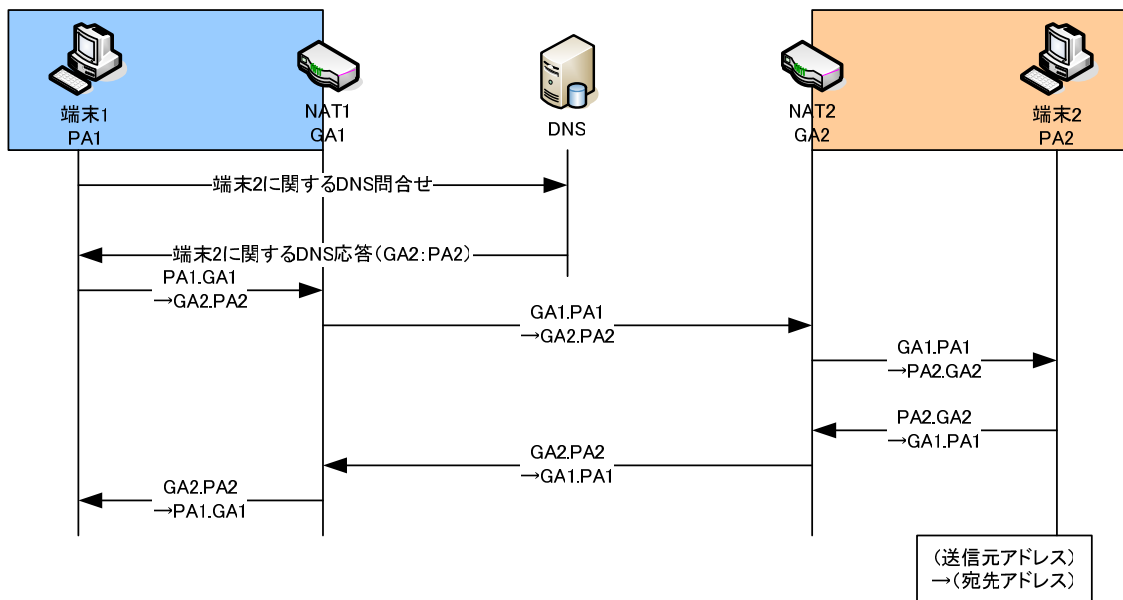 端末1
PA1
NAT1
GA1
DNS
NAT2
GA2
端末2
PA2
端末2に関するDNS問合せ
端末2に関するDNS応答(GA2:PA2)
PA1.GA1
→GA2.PA2
GA1.PA1
→GA2.PA2
GA1.PA1
→PA2.GA2
PA2.GA2
→GA1.PA1
GA2.PA2
→GA1.PA1
GA2.PA2
→PA1.GA1
(送信元アドレス)
→(宛先アドレス)